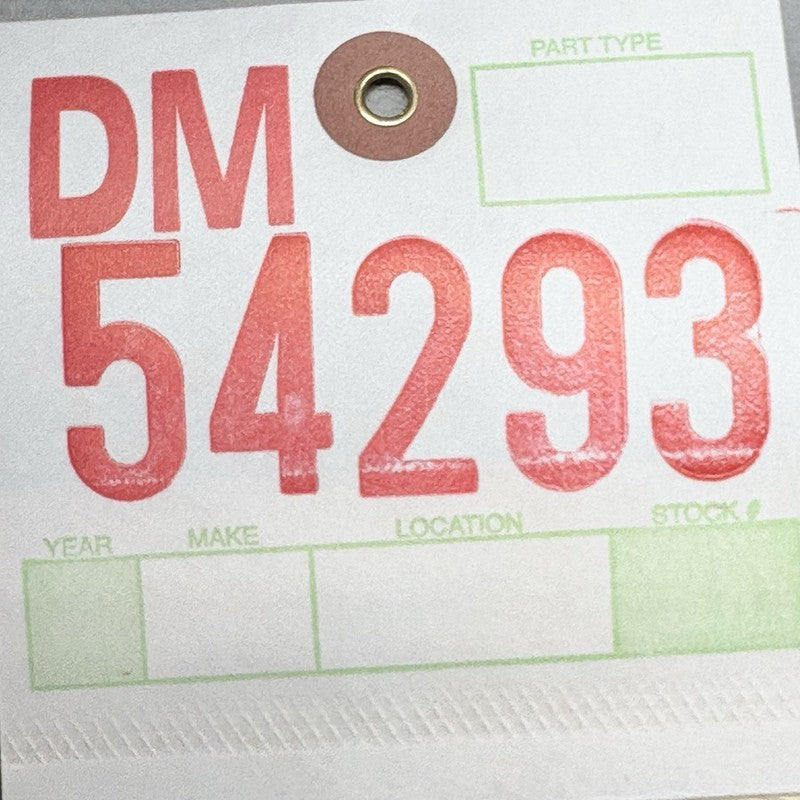 DM
PART TYPE
54293
YEAR MAKE LOCATION STOCK #